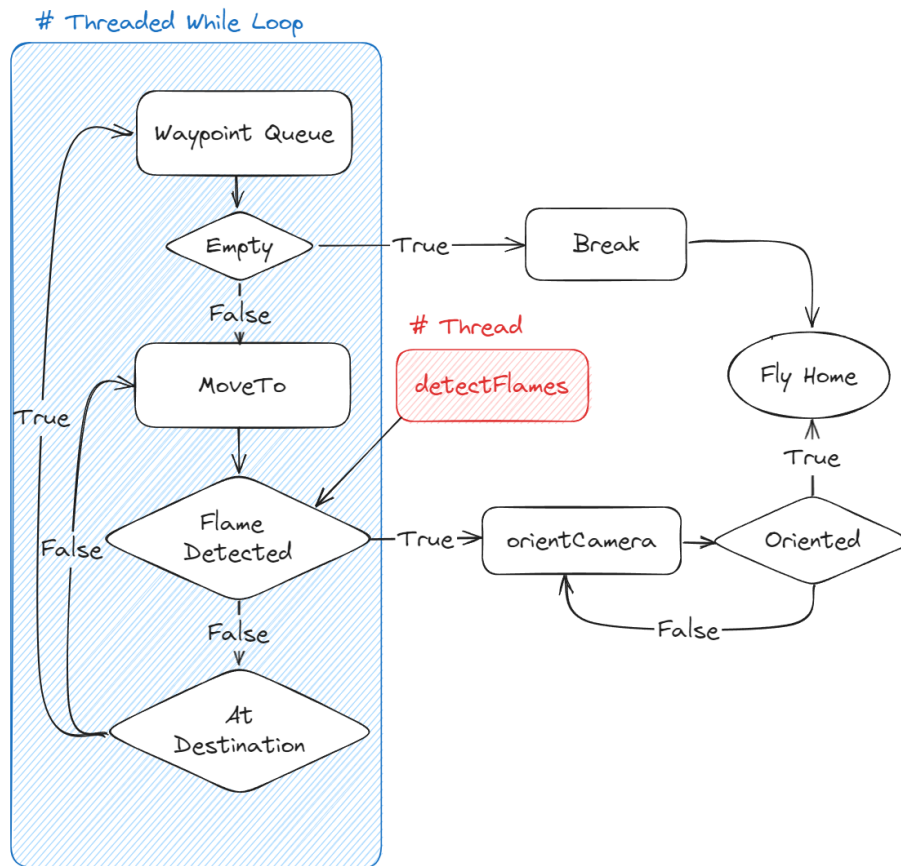 # Threaded While Loop
Waypoint Queue
Empty
True
Break
False
# Thread
MoveTo
detectFlames
Fly Home
True
True
False
Flame
Detected
True
orientCamera
Oriented
False
False
At
Destination